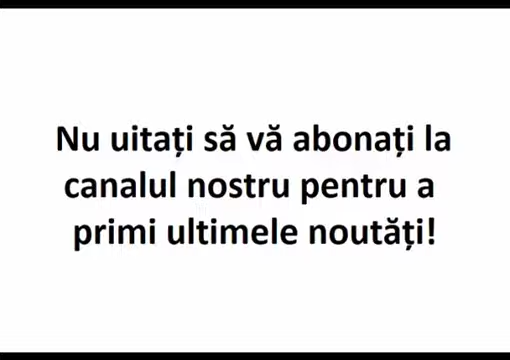 Nu uitați să vă abonați la
canalul nostru pentru a
primi ultimele noutăți!